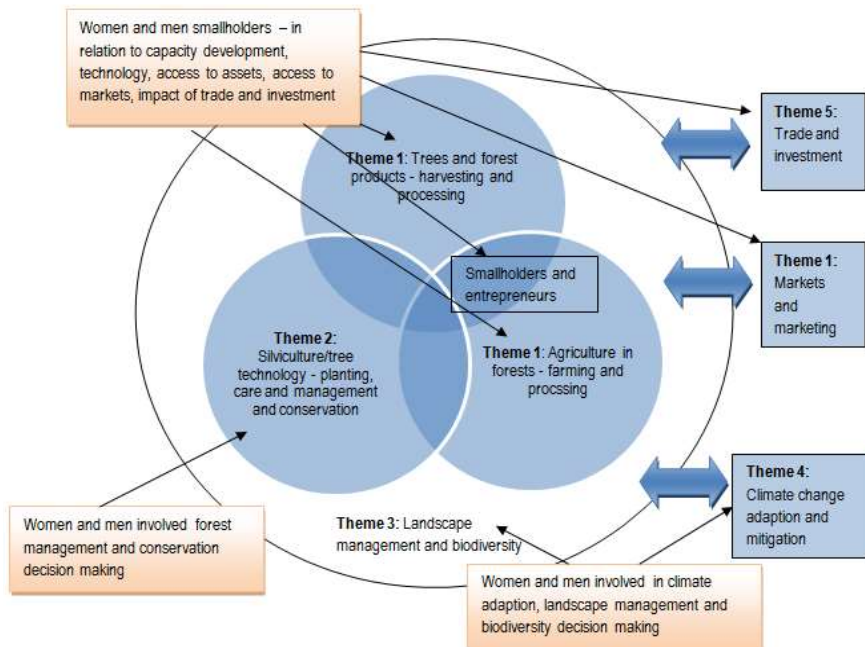 Women and men smallholders – in
relation to capacity development,
technology, access to assets, access to
markets, impact of trade and investment
Theme 5:
Trade and
investment
Theme 1: Trees and forest
products - harvesting and
processing
Theme 1:
Markets
and
marketing
Smallholders and
entrepreneurs
Theme 2:
Silviculture/tree
technology - planting,
care and management
and conservation
Theme 1: Agriculture in
forests - farming and
procssing
Theme 4:
Climate change
adaption and
mitigation
Women and men involved forest
management and conservation
decision making
Theme 3: Landscape
management and biodiversity
Women and men involved in climate
adaption, landscape management and
biodiversity decision making